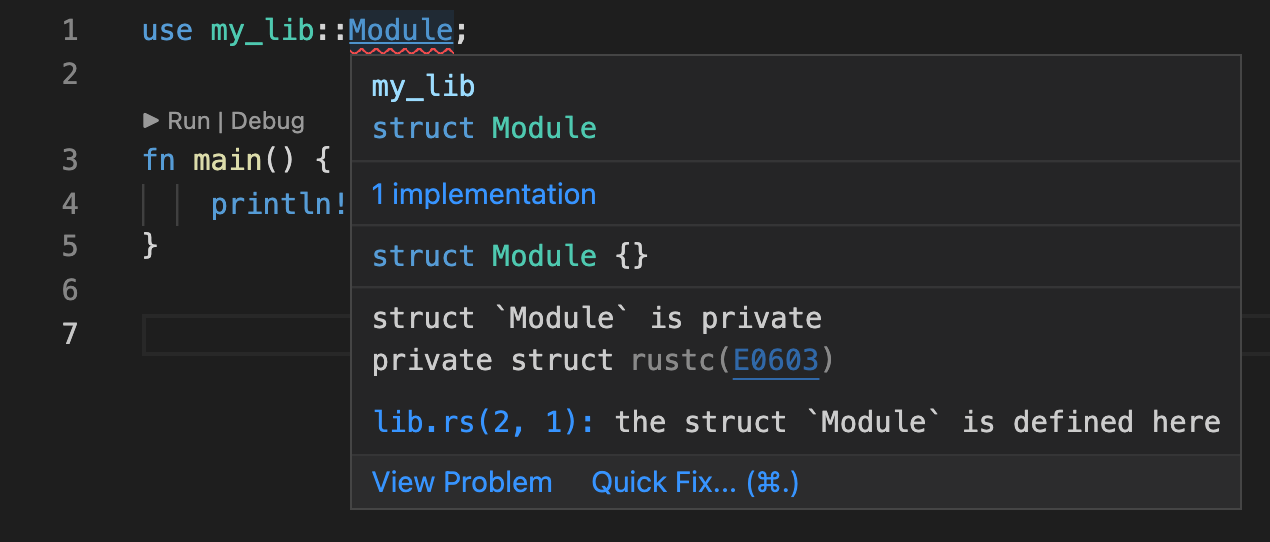 1 use my_lib::Module;
2
my_lib
struct Module
1 implementation
struct Module {}
struct `Module` is private
private struct rustc(E0603)
lib.rs(2, 1): the struct `Module` is defined here
View Problem Quick Fix... (⌘.)
▶ Run | Debug
3 fn main() {
4 println!
5 }
6
7